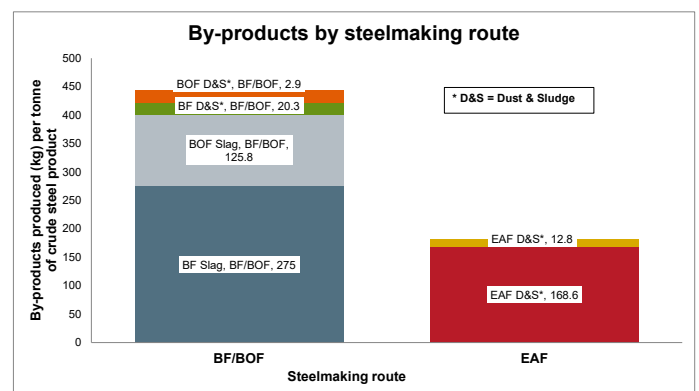 By-products by steelmaking route
By-products produced (kg) per tonne
of crude steel product
500
450
400
350
300
250
200
150
100
50
0
BOF D&S*, BF/BOF, 2.9
BF D&S*, BF/BOF, 20.3
BOF Slag, BF/BOF,
125.8
BF Slag, BF/BOF, 275
* D&S = Dust & Sludge
EAF D&S*, 12.8
EAF D&S*, 168.6
BF/BOF
EAF
Steelmaking route